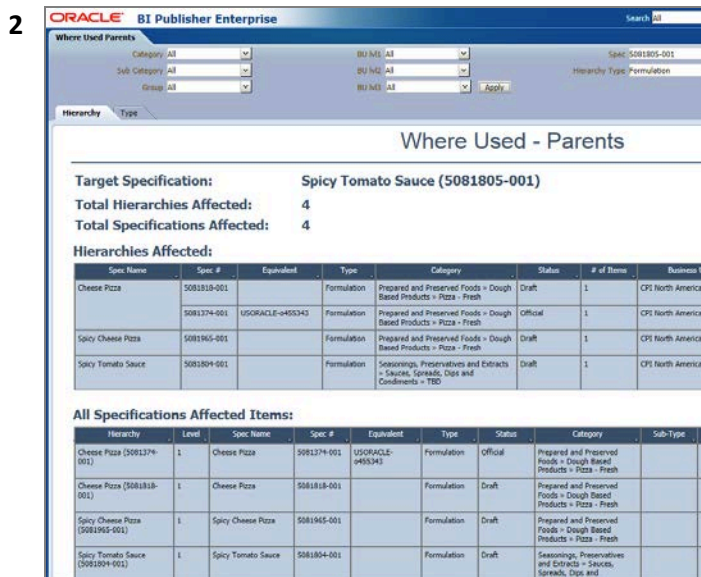 2
ORACLE BI Publisher Enterprise
Search All
Where Used Parents
Category All BU lvl1 All Spec 5081805-001
Sub Category All BU lvl2 All Hierarchy Type Formulation
Group All BU lvl3 All Apply
Hierarchy Type
Where Used - Parents
Target Specification: Spicy Tomato Sauce (5081805-001)
Total Hierarchies Affected: 4
Total Specifications Affected: 4
Hierarchies Affected:
Spec Name Spec # Equivalent Type Category Status # of Items Business
Cheese Pizza 5081818-001 Formulation Prepared and Preserved Foods » Dough Draft 1 CPI North America
Based Products » Pizza - Fresh
5081374-001 USORACLE-o455343 Formulation Prepared and Preserved Foods » Dough Official 1 CPI North America
Based Products » Pizza - Fresh
Spicy Cheese Pizza 5081965-001 Formulation Prepared and Preserved Foods » Dough Draft 1 CPI North America
Based Products » Pizza - Fresh
Spicy Tomato Sauce 5081804-001 Formulation Seasonings, Preservatives and Extracts Draft 1 CPI North America
» Sauces, Spreads, Dips and
Condiments » TBD
All Specifications Affected Items:
Hierarchy Level Spec Name Spec # Equivalent Type Status Category Sub-Type
Cheese Pizza (5081374- 1 Cheese Pizza 5081374-001 USORACLE- Formulation Official Prepared and Preserved
001) o455343 Foods » Dough Based
Products » Pizza - Fresh
Cheese Pizza (5081818- 1 Cheese Pizza 5081818-001 Formulation Draft Prepared and Preserved
001) Foods » Dough Based
Products » Pizza - Fresh
Spicy Cheese Pizza 1 Spicy Cheese Pizza 5081965-001 Formulation Draft Prepared and Preserved
(5081965-001) Foods » Dough Based
Products » Pizza - Fresh
Spicy Tomato Sauce 1 Spicy Tomato Sauce 5081804-001 Formulation Draft Seasonings, Preservatives
(5081804-001) and Extracts » Sauces,
Spreads, Dips and